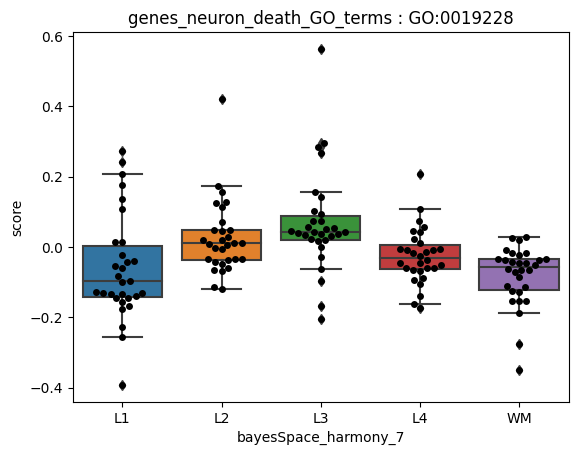 genes_neuron_death_GO_terms : GO:0019228
0.6
0.4
0.2
0.0
−0.2
−0.4
score
L1 L2 L3 L4 WM
bayesSpace_harmony_7